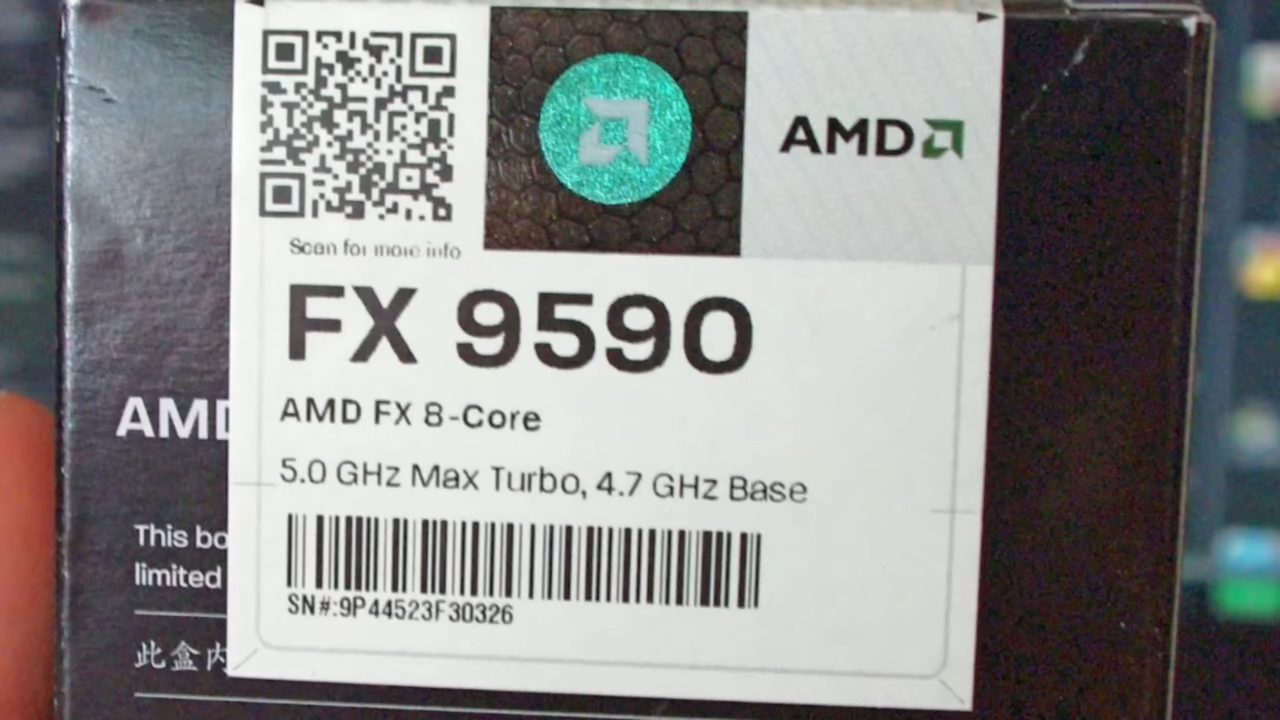 Scan for more info
AMD
FX 9590
AMD FX 8-Core
5.0 GHz Max Turbo, 4.7 GHz Base
SN#:9P44523F30326
AMD
This bo
limited
此盒内